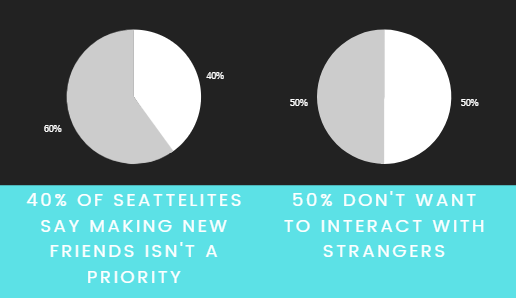 40%
60%
50%
50%
40% OF SEATTELITES
SAY MAKING NEW
FRIENDS ISN'T A
PRIORITY
50% DON'T WANT
TO INTERACT WITH
STRANGERS